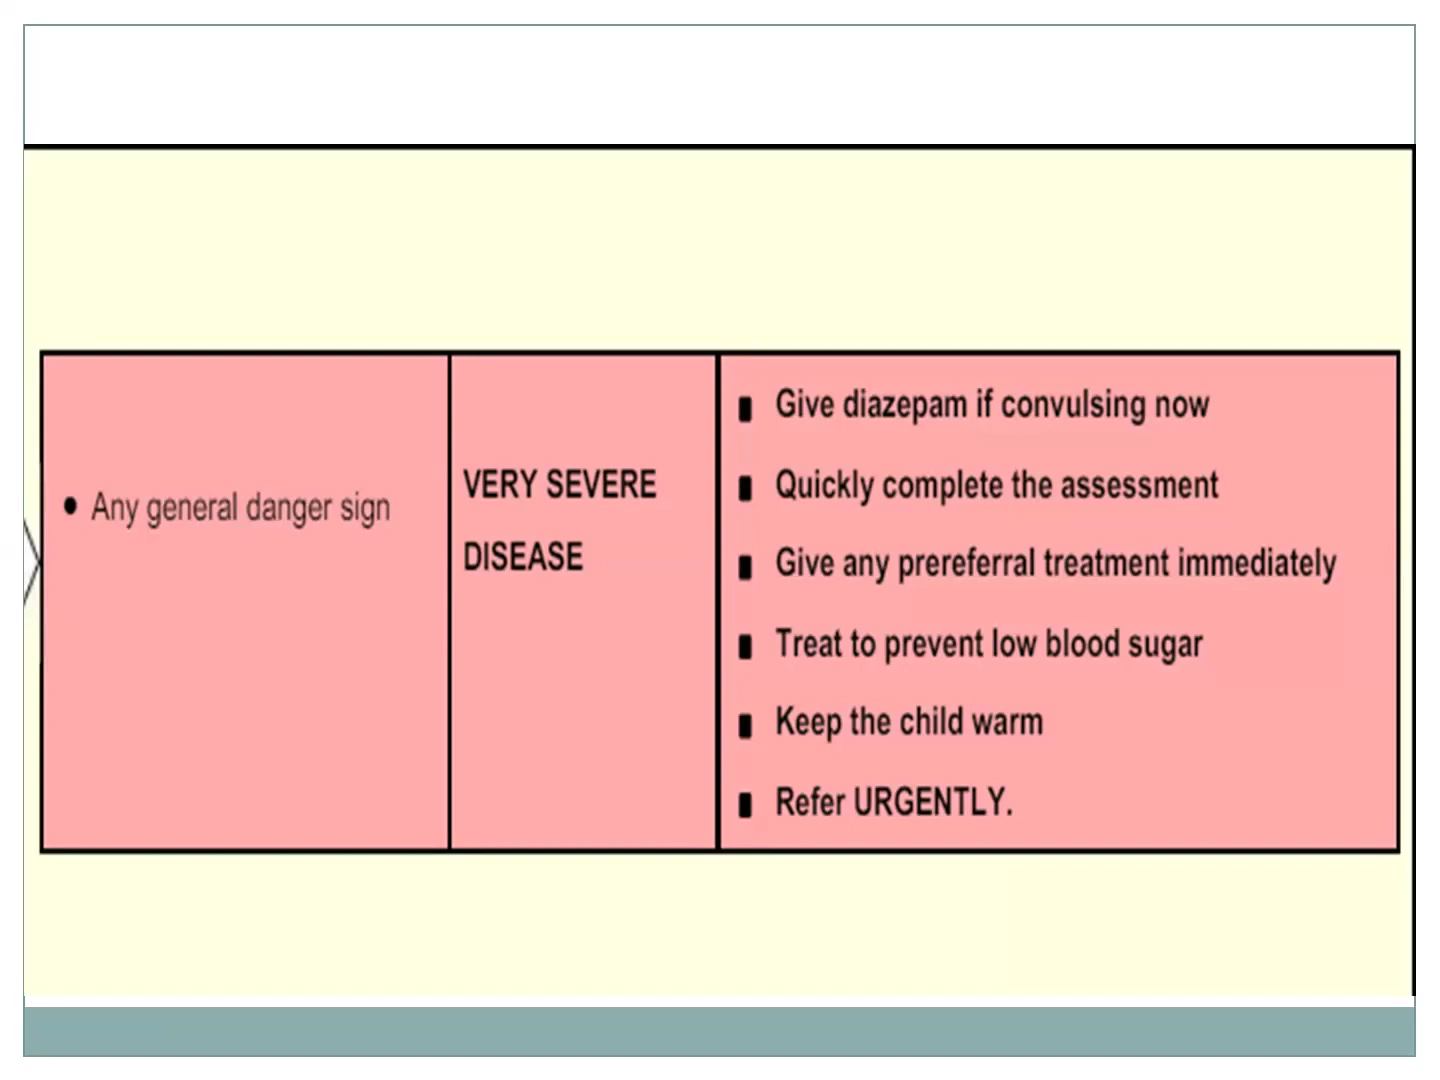 • Any general danger sign
VERY SEVERE
DISEASE
Give diazepam if convulsing now
Quickly complete the assessment
Give any prereferral treatment immediately
Treat to prevent low blood sugar
Keep the child warm
Refer URGENTLY.